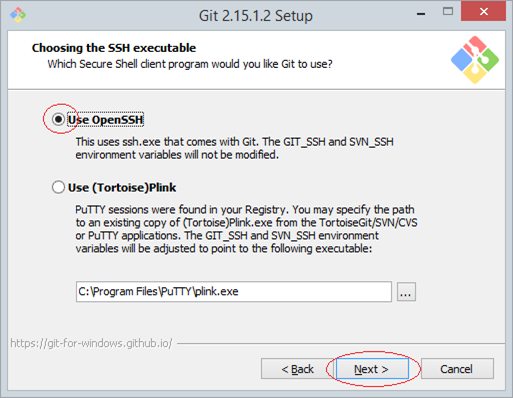 Git 2.15.1.2 Setup
Choosing the SSH executable
Which Secure Shell client program would you like Git to use?
Use OpenSSH
This uses ssh.exe that comes with Git. The GIT_SSH and SVN_SSH
environment variables will not be modified.
Use (Tortoise)Plink
PuTTY sessions were found in your Registry. You may specify the path
to an existing copy of (Tortoise)Plink.exe from the TortoiseGit/SVN/CVS
or PuTTY applications. The GIT_SSH and SVN_SSH environment
variables will be adjusted to point to the following executable:
C:\Program Files\PuTTY\plink.exe
...
https://git-for-windows.github.io/
< Back
Next >
Cancel